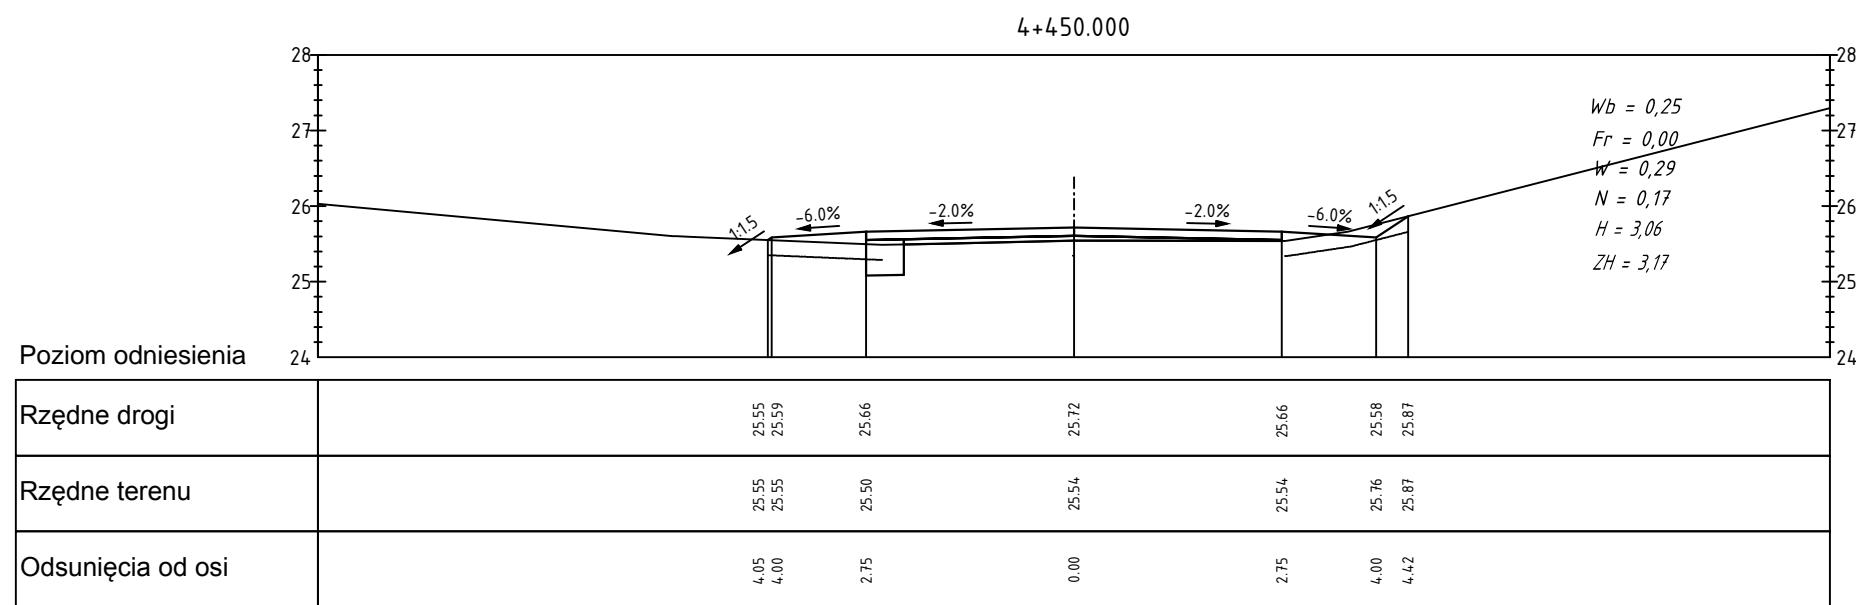 4+450.000
28 28
Wb = 0,25
27 27
Fr = 0,00
W = 0,29
N = 0,17
26 26
1:1.5 -6.0% -2.0% -2.0% -6.0% 1:1.5
H = 3,06
ZH = 3,17
25 25
Poziom odniesienia 24 24
Rzędne drogi 25.55 25.59 25.66 25.72 25.66 25.58 25.87
Rzędne terenu 25.55 25.55 25.50 25.54 25.54 25.76 25.87
Odsunięcia od osi 4.05 4.00 2.75 0.00 2.75 4.00 4.42